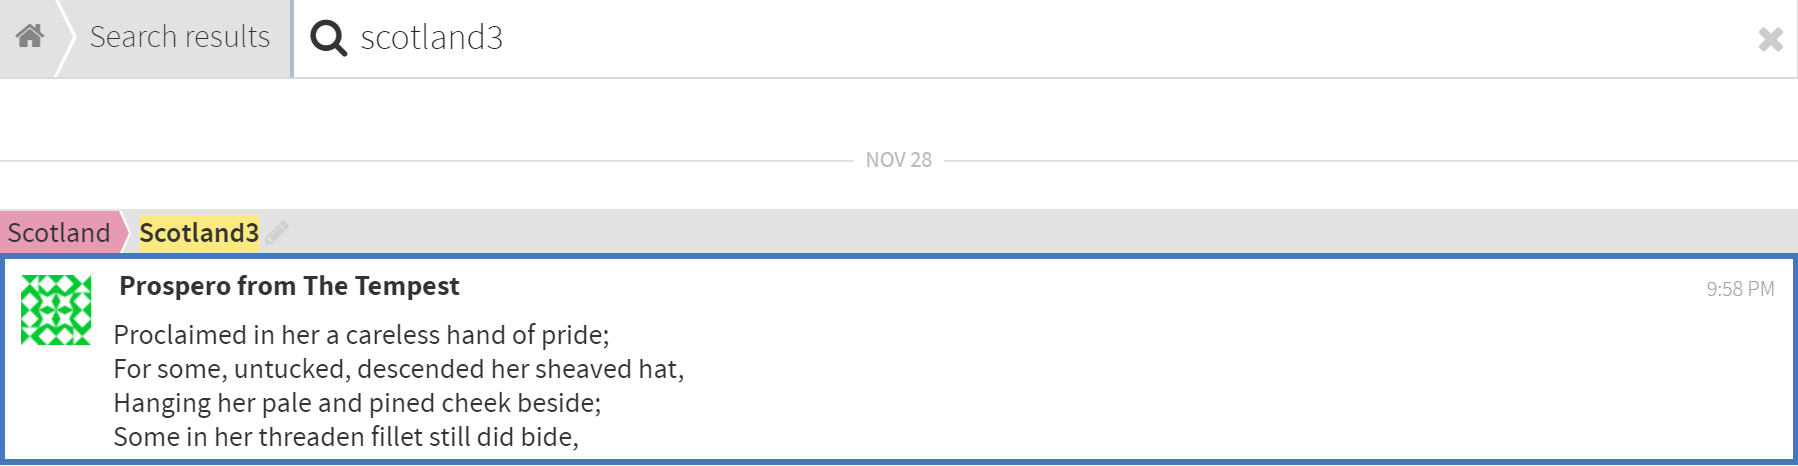 Search results
scotland3
NOV 28
Scotland
Scotland3
Prospero from The Tempest
9:58 PM
Proclaimed in her a careless hand of pride;
For some, untucked, descended her sheaved hat,
Hanging her pale and pined cheek beside;
Some in her threaden fillet still did bide,